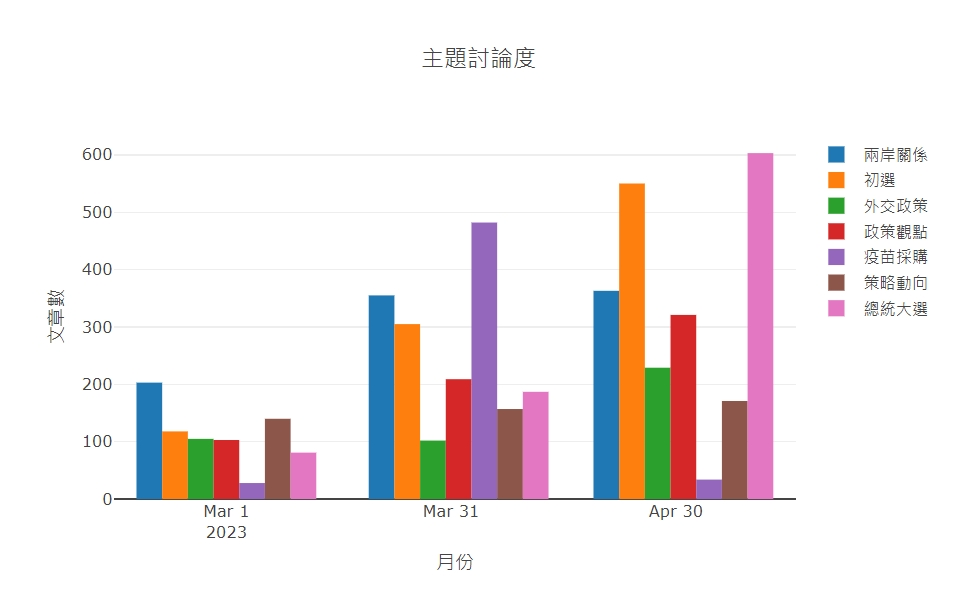 主題討論度
600
500
400
300
200
100
0
文章數
Mar 1
2023
Mar 31
Apr 30
月份
兩岸關係
初選
外交政策
政策觀點
疫苗採購
策略動向
總統大選